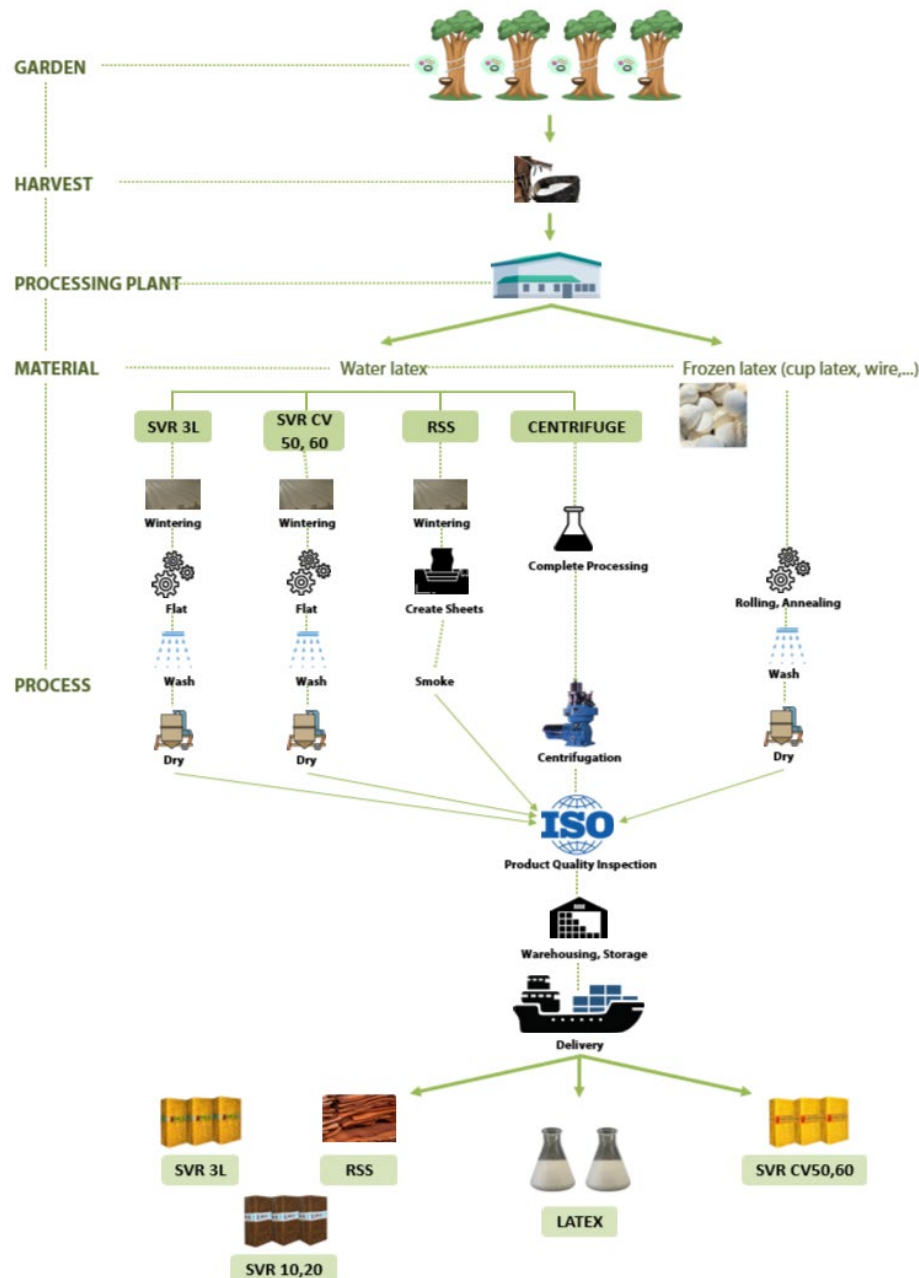 GARDEN
HARVEST
PROCESSING PLANT
MATERIAL
Water latex
Frozen latex (cup latex, wire,...)
SVR 3L
SVR CV
50, 60
RSS
CENTRIFUGE
Wintering
Wintering
Wintering
Complete Processing
Flat
Flat
Create Sheets
Rolling, Annealing
PROCESS
Wash
Wash
Smoke
Wash
Dry
Dry
Centrifugation
Dry
ISO
Product Quality Inspection
Warehousing, Storage
Delivery
SVR 3L
RSS
SVR CV50,60
LATEX
SVR 10,20